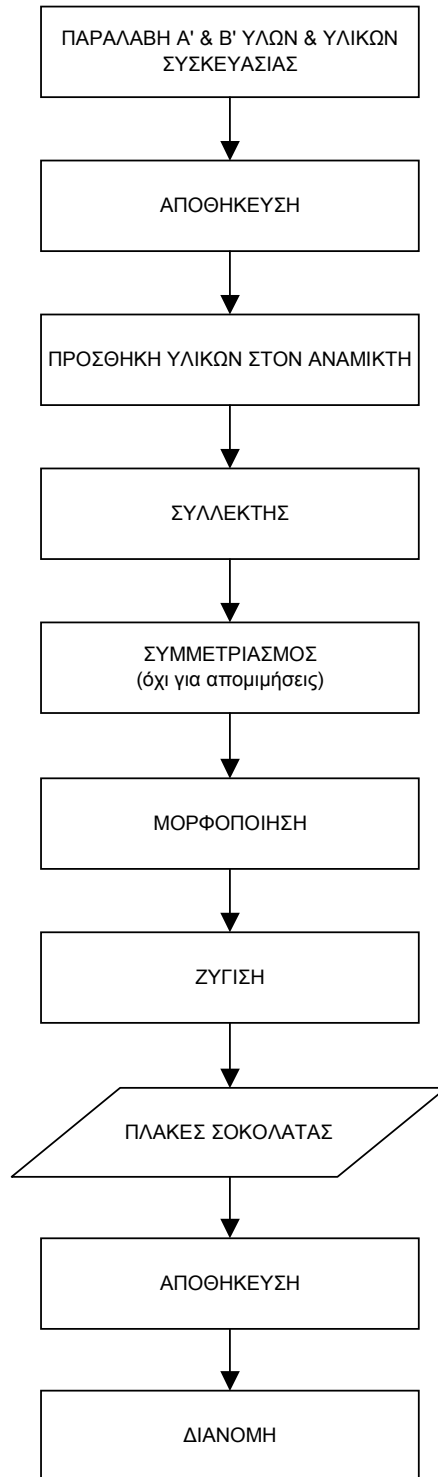 ΠΑΡΑΛΑΒΗ Α' & Β' ΥΛΩΝ & ΥΛΙΚΩΝ
ΣΥΣΚΕΥΑΣΙΑΣ
ΑΠΟΘΗΚΕΥΣΗ
ΠΡΟΣΘΗΚΗ ΥΛΙΚΩΝ ΣΤΟΝ ΑΝΑΜΙΚΤΗ
ΣΥΛΛΕΚΤΗΣ
ΣΥΜΜΕΤΡΙΑΣΜΟΣ
(όχι για απομιμήσεις)
ΜΟΡΦΟΠΟΙΗΣΗ
ΖΥΓΙΣΗ
ΠΛΑΚΕΣ ΣΟΚΟΛΑΤΑΣ
ΑΠΟΘΗΚΕΥΣΗ
ΔΙΑΝΟΜΗ